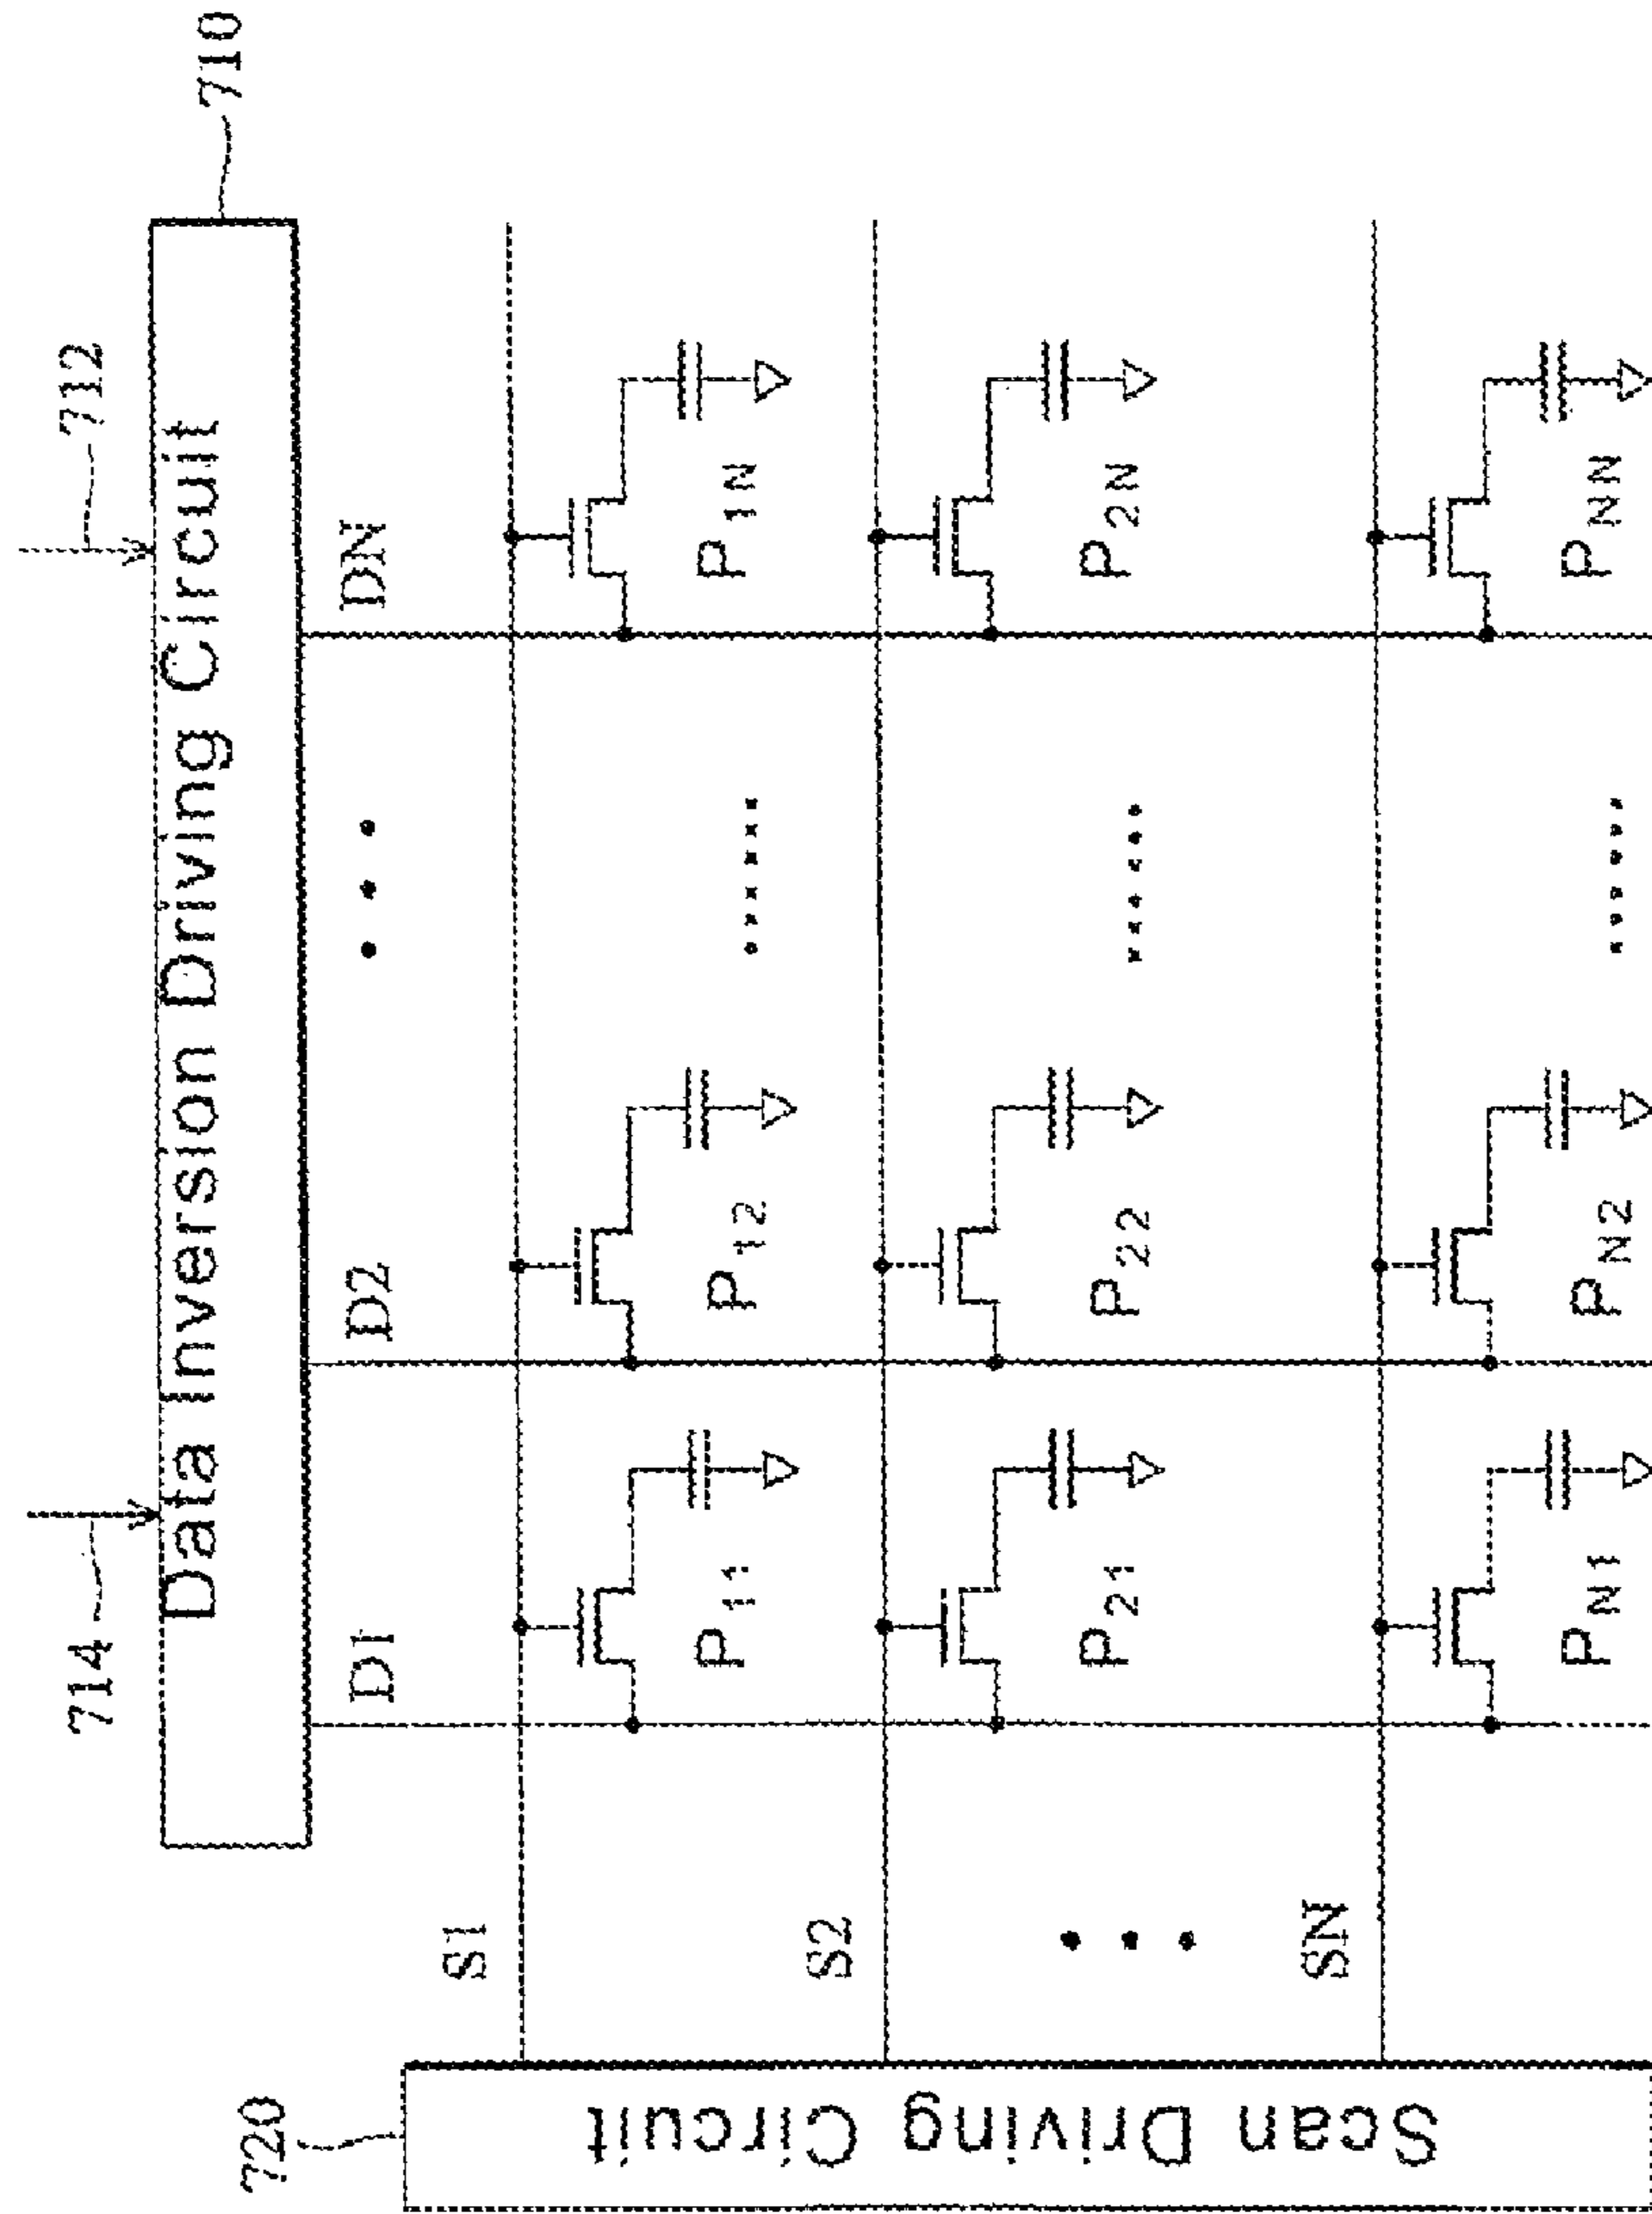 714
712
710
Data Inversion Driving Circuit
D1 D2 • • • DN
720
Scan Driving Circuit
S1
P11 P12 ..... P1N
S2
P21 P22 ...... P2N
• • •
SN
PN1 PN2 ..... PNN